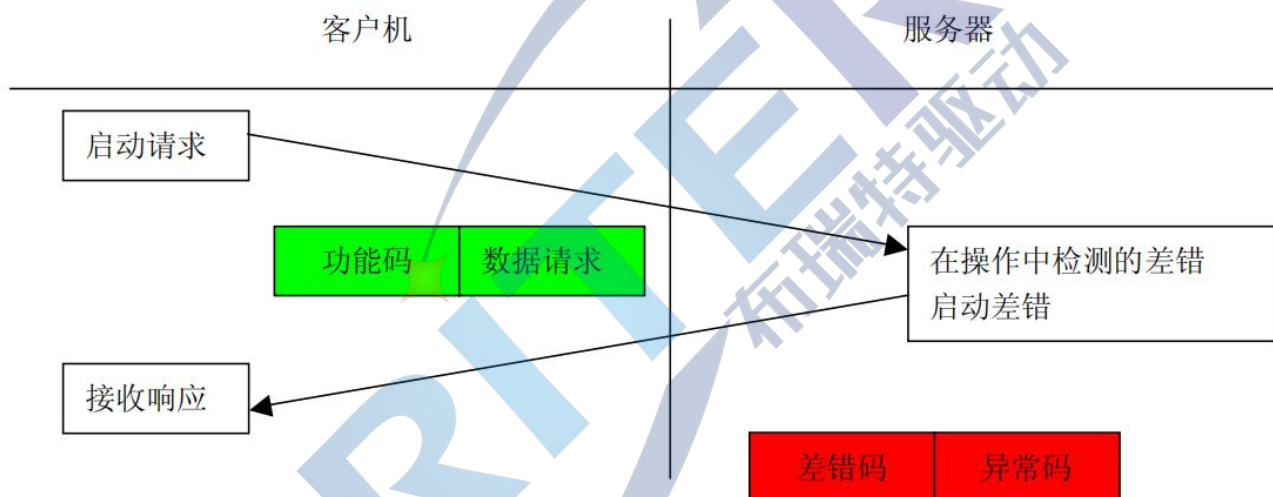 客户机
服务器
启动请求
功能码
数据请求
在操作中检测的差错
启动差错
接收响应
差错码
异常码
RITER
布瑞特驱动